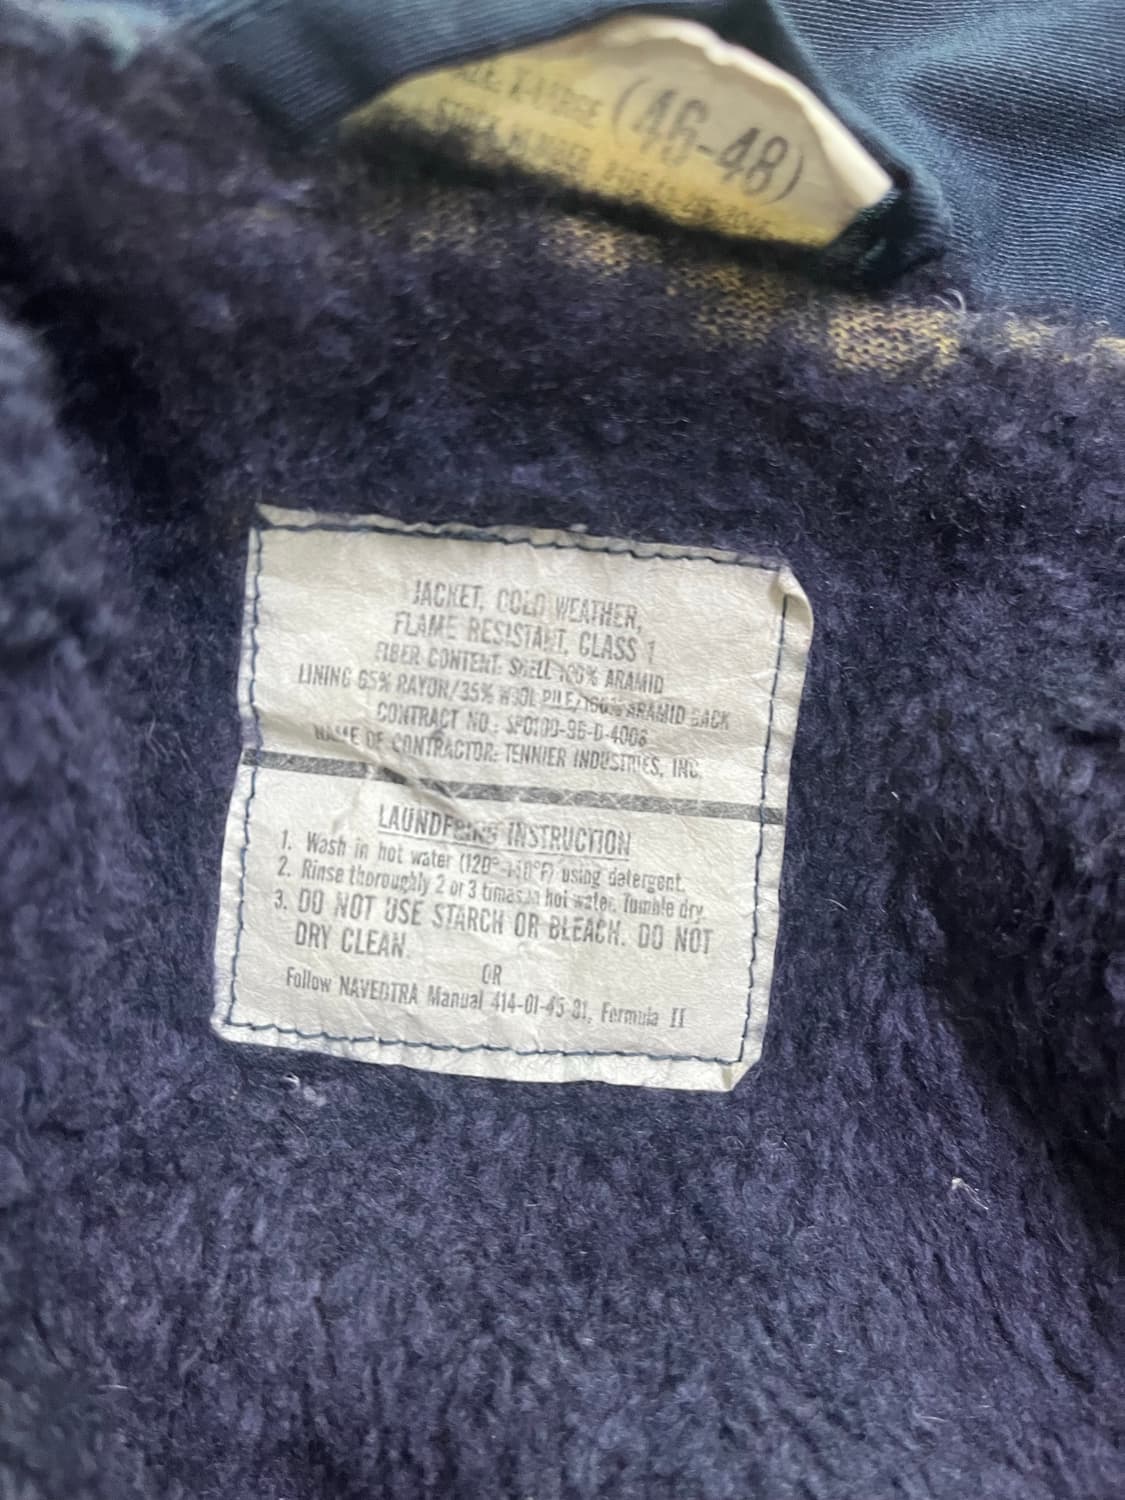 (46-48)
STOCK NUMBER
JACKET, COLD WEATHER,
FLAME RESISTANT, CLASS 1
FIBER CONTENT: SHELL 100% ARAMID
LINING 65% RAYON/35% WOOL PILE/100% ARAMID BACK
CONTRACT NO.: SPO100-96-D-4006
NAME OF CONTRACTOR: TENNIER INDUSTRIES, INC.
LAUNDERING INSTRUCTION
1. Wash in hot water (120°-140°F) using detergent.
2. Rinse thoroughly 2 or 3 times in hot water. Tumble dry.
3. DO NOT USE STARCH OR BLEACH. DO NOT
DRY CLEAN.
OR
Follow NAVEDTRA Manual 414-01-45-81, Formula II